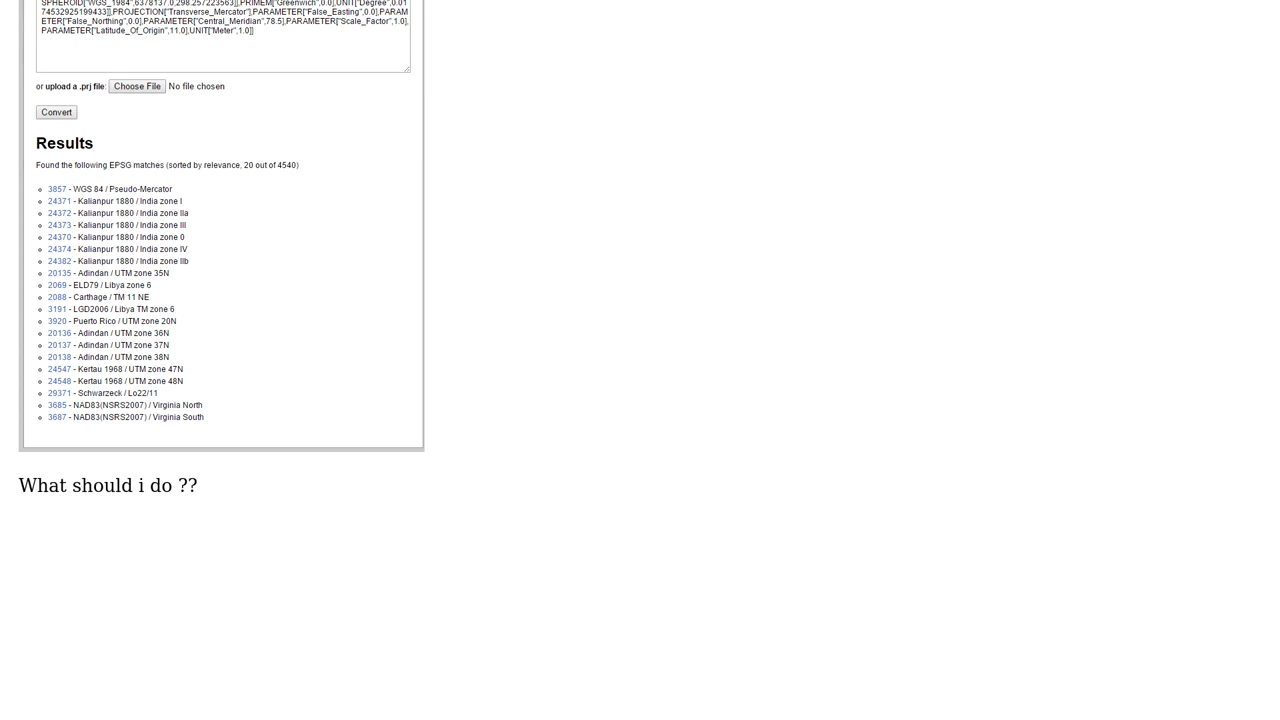 SPHEROID["WGS_1984",6378137.0,298.257223563]],PRIMEM["Greenwich",0.0],UNIT["Degree",0.01
74532925199433]],PROJECTION["Transverse_Mercator"],PARAMETER["False_Easting",0.0],PARAM
ETER["False_Northing",0.0],PARAMETER["Central_Meridian",78.5],PARAMETER["Scale_Factor",1.0],
PARAMETER["Latitude_Of_Origin",11.0],UNIT["Meter",1.0]]
or upload a .prj file: Choose File No file chosen
Convert
Results
Found the following EPSG matches (sorted by relevance, 20 out of 4540)
3857 - WGS 84 / Pseudo-Mercator
24371 - Kalianpur 1880 / India zone I
24372 - Kalianpur 1880 / India zone IIa
24373 - Kalianpur 1880 / India zone III
24370 - Kalianpur 1880 / India zone 0
24374 - Kalianpur 1880 / India zone IV
24382 - Kalianpur 1880 / India zone IIb
20135 - Adindan / UTM zone 35N
2069 - ELD79 / Libya zone 6
2088 - Carthage / TM 11 NE
3191 - LGD2006 / Libya TM zone 6
3920 - Puerto Rico / UTM zone 20N
20136 - Adindan / UTM zone 36N
20137 - Adindan / UTM zone 37N
20138 - Adindan / UTM zone 38N
24547 - Kertau 1968 / UTM zone 47N
24548 - Kertau 1968 / UTM zone 48N
29371 - Schwarzeck / Lo22/11
3685 - NAD83(NSRS2007) / Virginia North
3687 - NAD83(NSRS2007) / Virginia South
What should i do ??